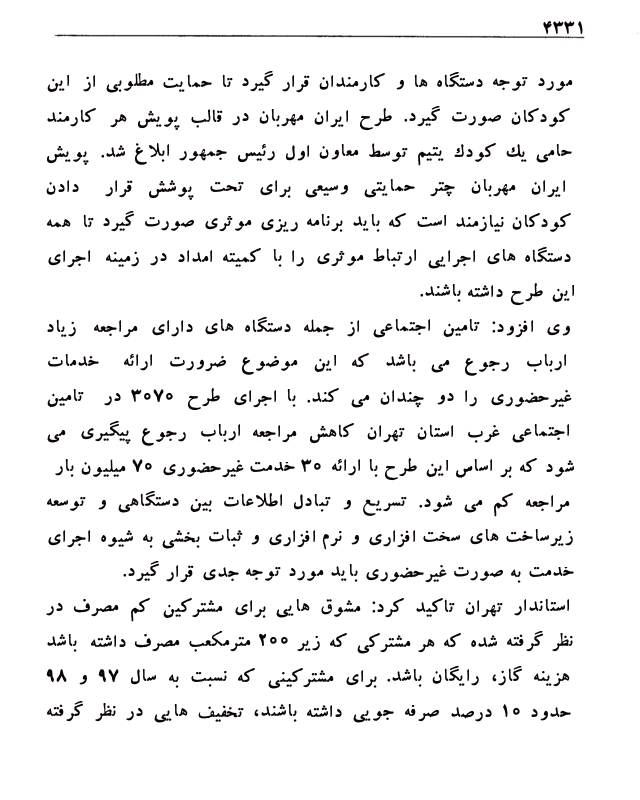 ۴۳۳۱
مورد توجه دستگاه ها و کارمندان قرار گیرد تا حمایت مطلوبی از این
کودکان صورت گیرد. طرح ایران مهربان در قالب پویش هر کارمند
حامی یك کودك یتیم توسط معاون اول رئیس جمهور ابلاغ شد. پویش
ایران مهربان چتر حمایتی وسیعی برای تحت پوشش قرار دادن
کودکان نیازمند است که باید برنامه ریزی موثری صورت گیرد تا همه
دستگاه های اجرایی ارتباط موثری را با کمیته امداد در زمینه اجرای
این طرح داشته باشند.
وی افزود: تامین اجتماعی از جمله دستگاه های دارای مراجعه زیاد
ارباب رجوع می باشد که این موضوع ضرورت ارائه خدمات
غیرحضوری را دو چندان می کند. با اجرای طرح ۳۰۷۰ در تامین
اجتماعی غرب استان تهران کاهش مراجعه ارباب رجوع پیگیری می
شود که بر اساس این طرح با ارائه ۳۰ خدمت غیرحضوری ۷۰ میلیون بار
مراجعه کم می شود. تسریع و تبادل اطلاعات بین دستگاهی و توسعه
زیرساخت های سخت افزاری و نرم افزاری و ثبات بخشی به شیوه اجرای
خدمت به صورت غیرحضوری باید مورد توجه جدی قرار گیرد.
استاندار تهران تاکید کرد: مشوق هایی برای مشترکین کم مصرف در
نظر گرفته شده که هر مشترکی که زیر ۲۰۰ مترمکعب مصرف داشته باشد
هزینه گاز، رایگان باشد. برای مشترکینی که نسبت به سال ۹۷ و ۹۸
حدود ۱۰ درصد صرفه جویی داشته باشند، تخفیف هایی در نظر گرفته